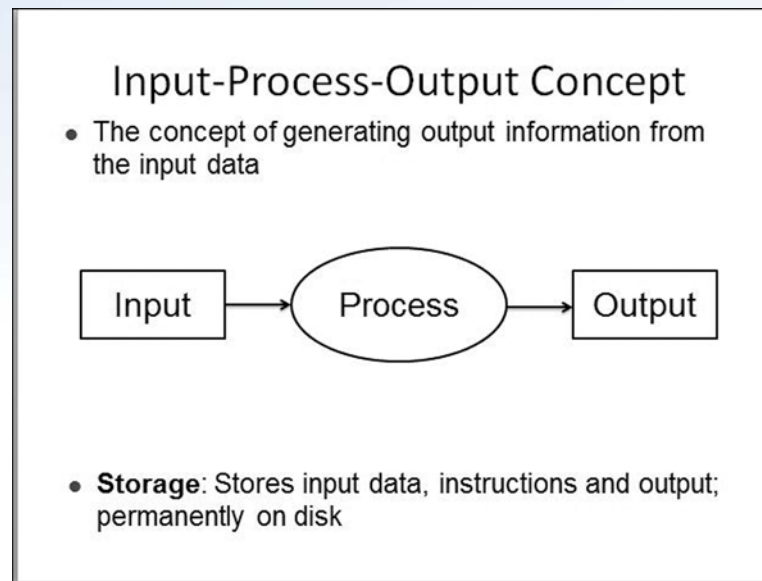 Input-Process-Output Concept
• The concept of generating output information from
the input data
Input
Process
Output
• Storage: Stores input data, instructions and output;
permanently on disk